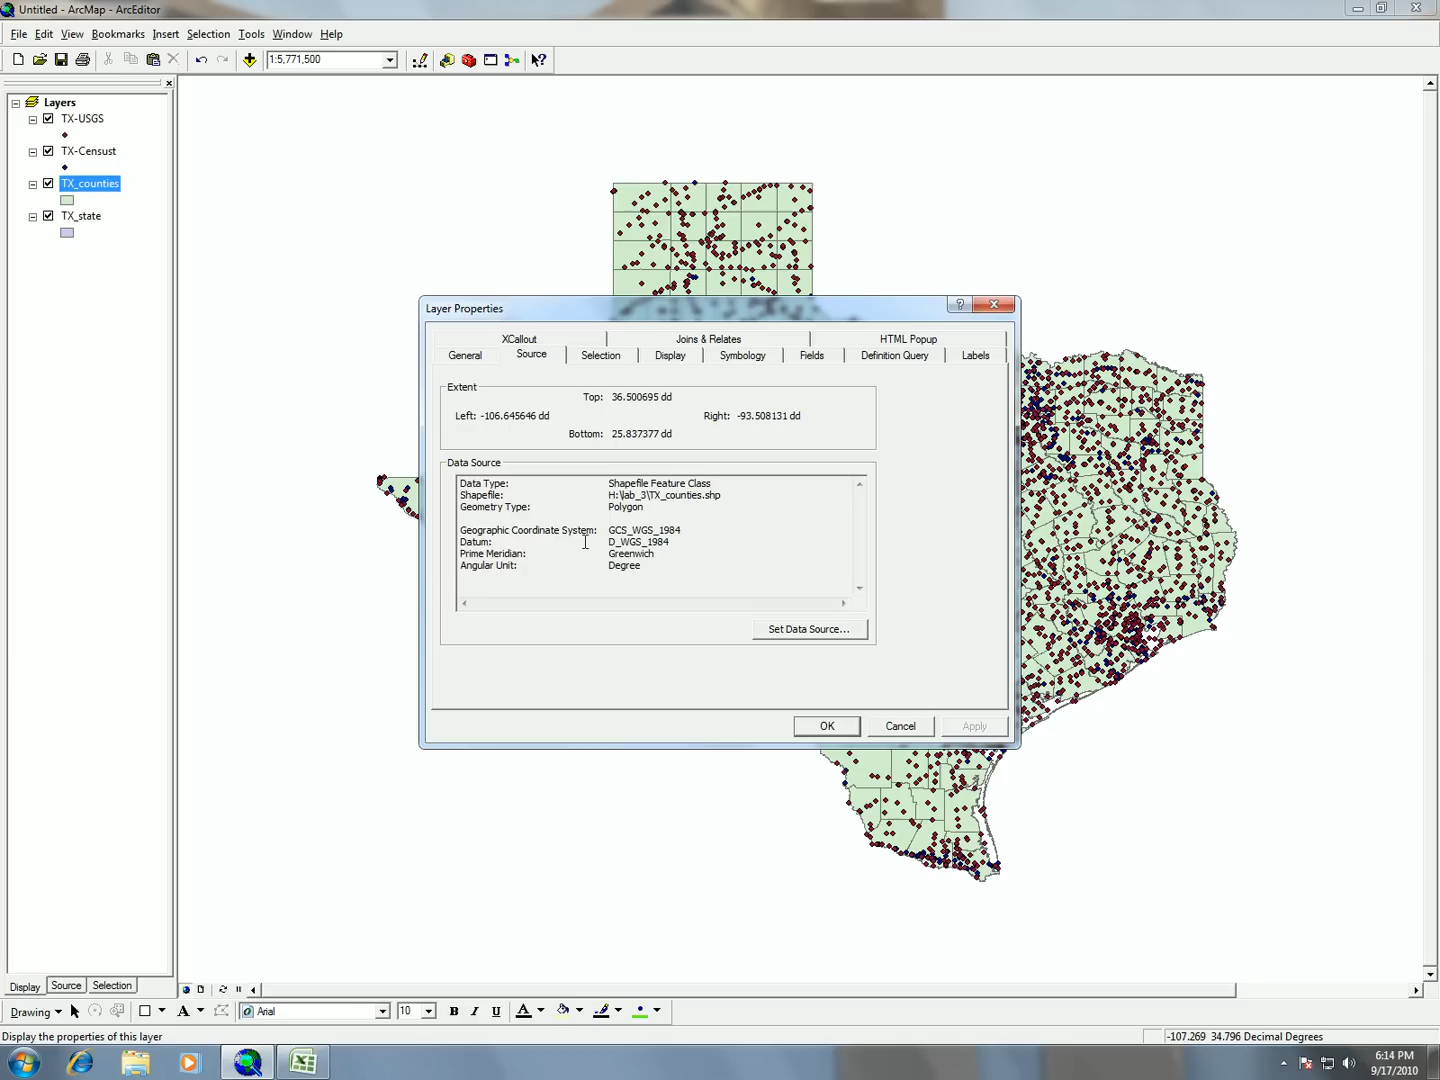 Untitled - ArcMap - ArcEditor
File Edit View Bookmarks Insert Selection Tools Window Help
1:5,771,500
Layers
TX-USGS
TX-Censust
TX_counties
TX_state
Layer Properties
XCallout Joins & Relates HTML Popup
General Source Selection Display Symbology Fields Definition Query Labels
Extent
Top: 36.500695 dd
Left: -106.645646 dd Right: -93.508131 dd
Bottom: 25.837377 dd
Data Source
Data Type: Shapefile Feature Class
Shapefile: H:\lab_3\TX_counties.shp
Geometry Type: Polygon
Geographic Coordinate System: GCS_WGS_1984
Datum: D_WGS_1984
Prime Meridian: Greenwich
Angular Unit: Degree
Set Data Source...
OK Cancel Apply
Display Source Selection
Drawing A Arial 10 B I U A
Display the properties of this layer
-107.269 34.796 Decimal Degrees
6:14 PM
9/17/2010